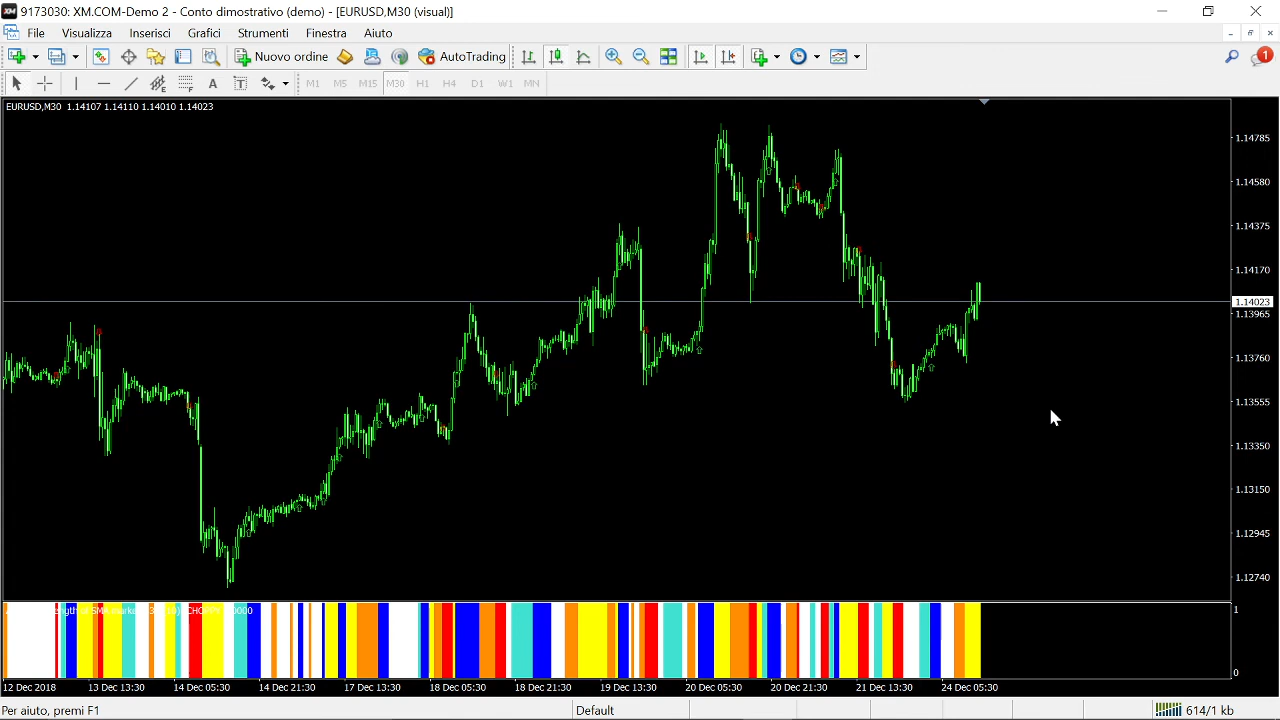 9173030: XM.COM-Demo 2 - Conto dimostrativo (demo) - [EURUSD,M30 (visual)]
File Visualizza Inserisci Grafici Strumenti Finestra Aiuto
Nuovo ordine AutoTrading 1
A T M1 M5 M15 M30 H1 H4 D1 W1 MN
EURUSD,M30 1.14107 1.14110 1.14010 1.14023
1.14785
1.14580
1.14375
1.14170
1.14023
1.13965
1.13760
1.13555
1.13350
1.13150
1.12945
1.12740
1
0
12 Dec 2018 13 Dec 13:30 14 Dec 05:30 14 Dec 21:30 17 Dec 13:30 18 Dec 05:30 18 Dec 21:30 19 Dec 13:30 20 Dec 05:30 20 Dec 21:30 21 Dec 13:30 24 Dec 05:30
Per aiuto, premi F1 Default 614/1 kb